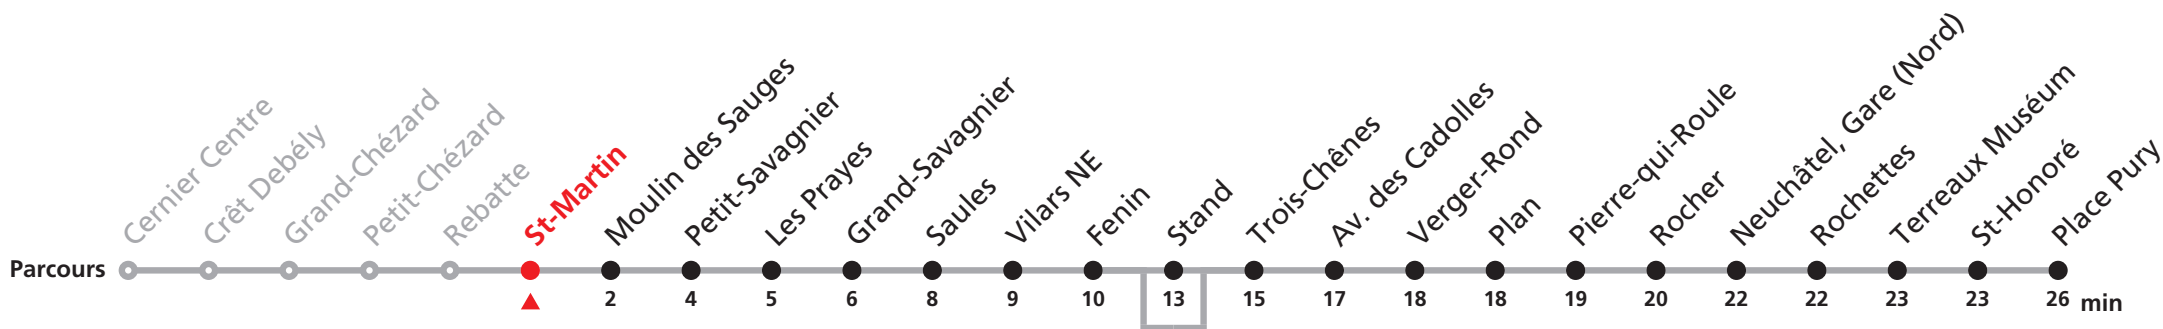 Cernier Centre
Crêt Debély
Grand-Chézard
Petit-Chézard
Rebatte
St-Martin
Moulin des Sauges
Petit-Savagnier
Les Prayes
Grand-Savagnier
Saules
Vilars NE
Fenin
Stand
Trois-Chênes
Av. des Cadolles
Verger-Rond
Plan
Pierre-qui-Roule
Rocher
Neuchâtel, Gare (Nord)
Rochettes
Terreaux Muséum
St-Honoré
Place Pury
Parcours
2 4 5 6 8 9 10 13 15 17 18 18 19 20 22 22 23 23 26 min